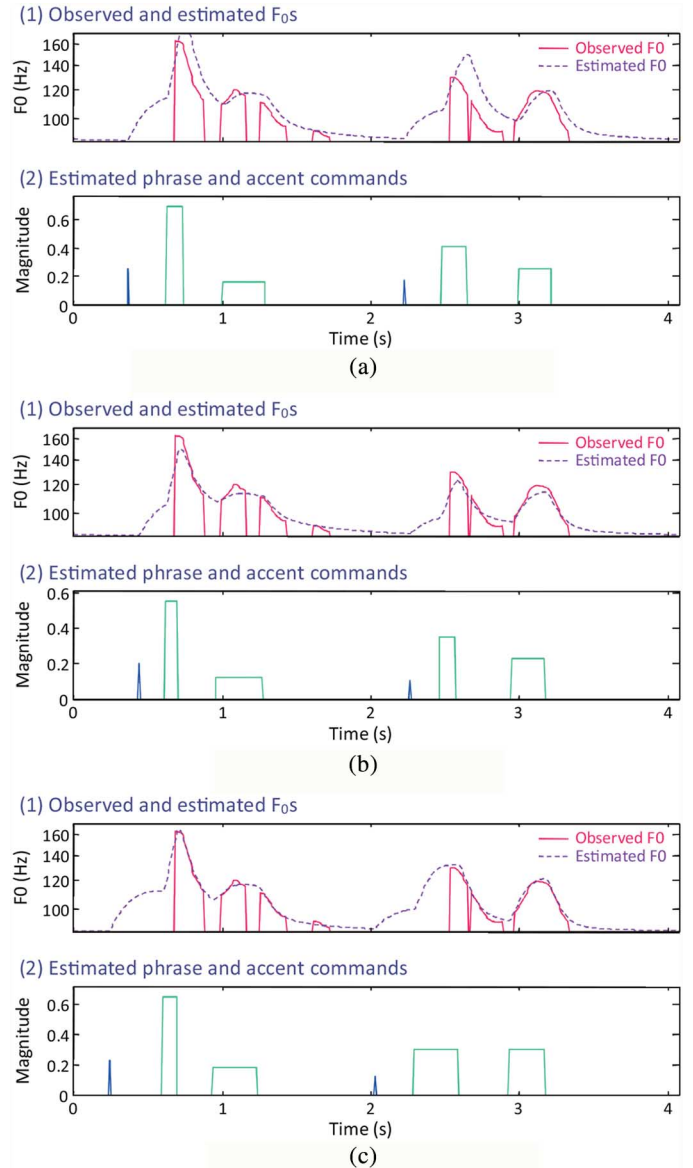 (1) Observed and estimated F₀s
F0 (Hz)
160
140
120
100
Observed F0
Estimated F0
(2) Estimated phrase and accent commands
Magnitude
0.6
0.4
0.2
0
0 1 2 3 4
Time (s)
(a)
(1) Observed and estimated F₀s
F0 (Hz)
160
140
120
100
Observed F0
Estimated F0
(2) Estimated phrase and accent commands
Magnitude
0.6
0.4
0.2
0
0 1 2 3 4
Time (s)
(b)
(1) Observed and estimated F₀s
F0 (Hz)
160
140
120
100
Observed F0
Estimated F0
(2) Estimated phrase and accent commands
Magnitude
0.6
0.4
0.2
0
0 1 2 3 4
Time (s)
(c)